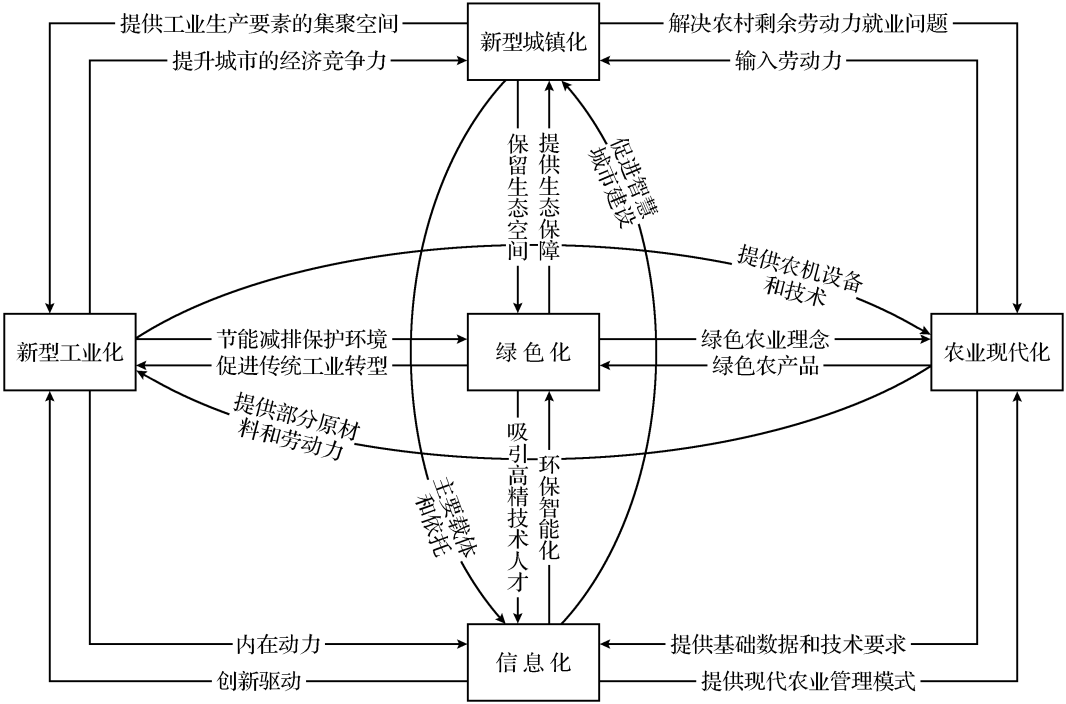 提供工业生产要素的集聚空间
新型城镇化
解决农村剩余劳动力就业问题
提升城市的经济竞争力
输入劳动力
保留生态空间
提供生态保障
促进智慧
城市建设
提供农机设备
和技术
新型工业化
节能减排保护环境
促进传统工业转型
绿色化
绿色农业理念
绿色农产品
农业现代化
提供部分原材
料和劳动力
吸引高精技术人才
环保智能化
主要载体
和依托
内在动力
信息化
提供基础数据和技术要求
创新驱动
提供现代农业管理模式